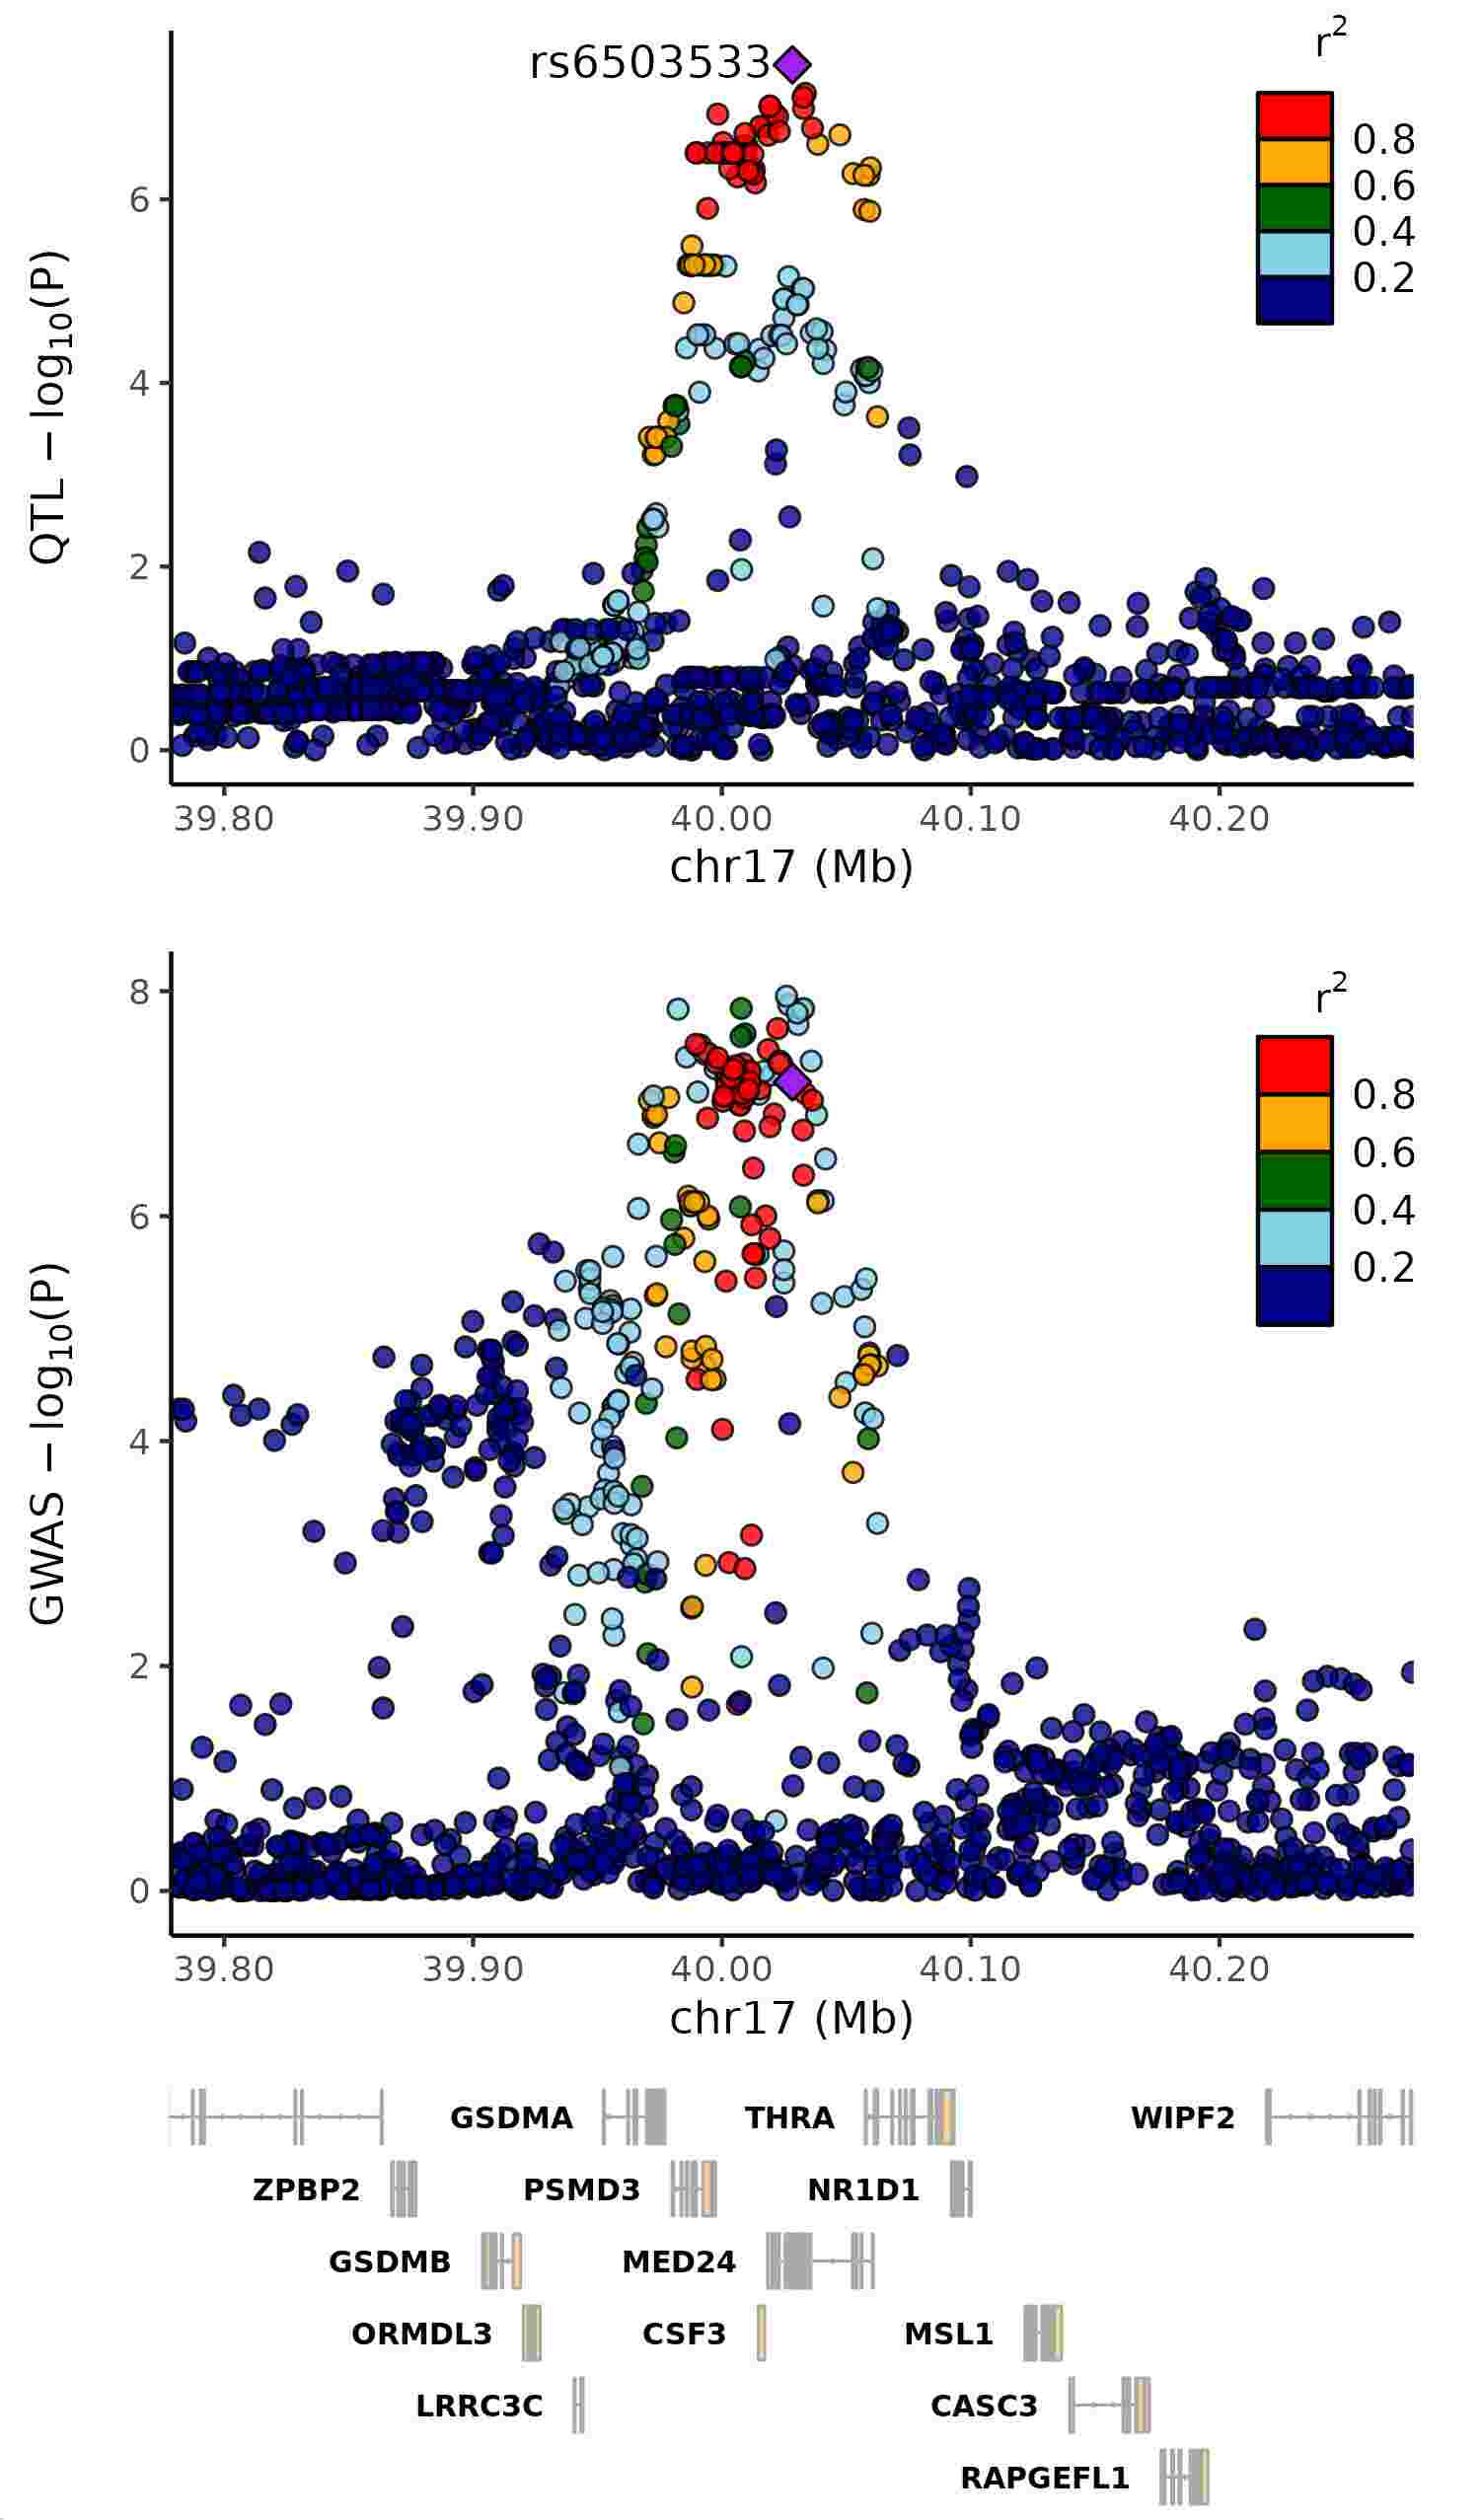 r²
rs6503533
0.8
0.6
0.4
0.2
6
4
2
0
QTL − log₁₀(P)
39.80 39.90 40.00 40.10 40.20
chr17 (Mb)
r²
8
6
4
2
0
GWAS − log₁₀(P)
0.8
0.6
0.4
0.2
39.80 39.90 40.00 40.10 40.20
chr17 (Mb)
GSDMA THRA WIPF2
ZPBP2 PSMD3 NR1D1
GSDMB MED24
ORMDL3 CSF3 MSL1
LRRC3C CASC3
RAPGEFL1